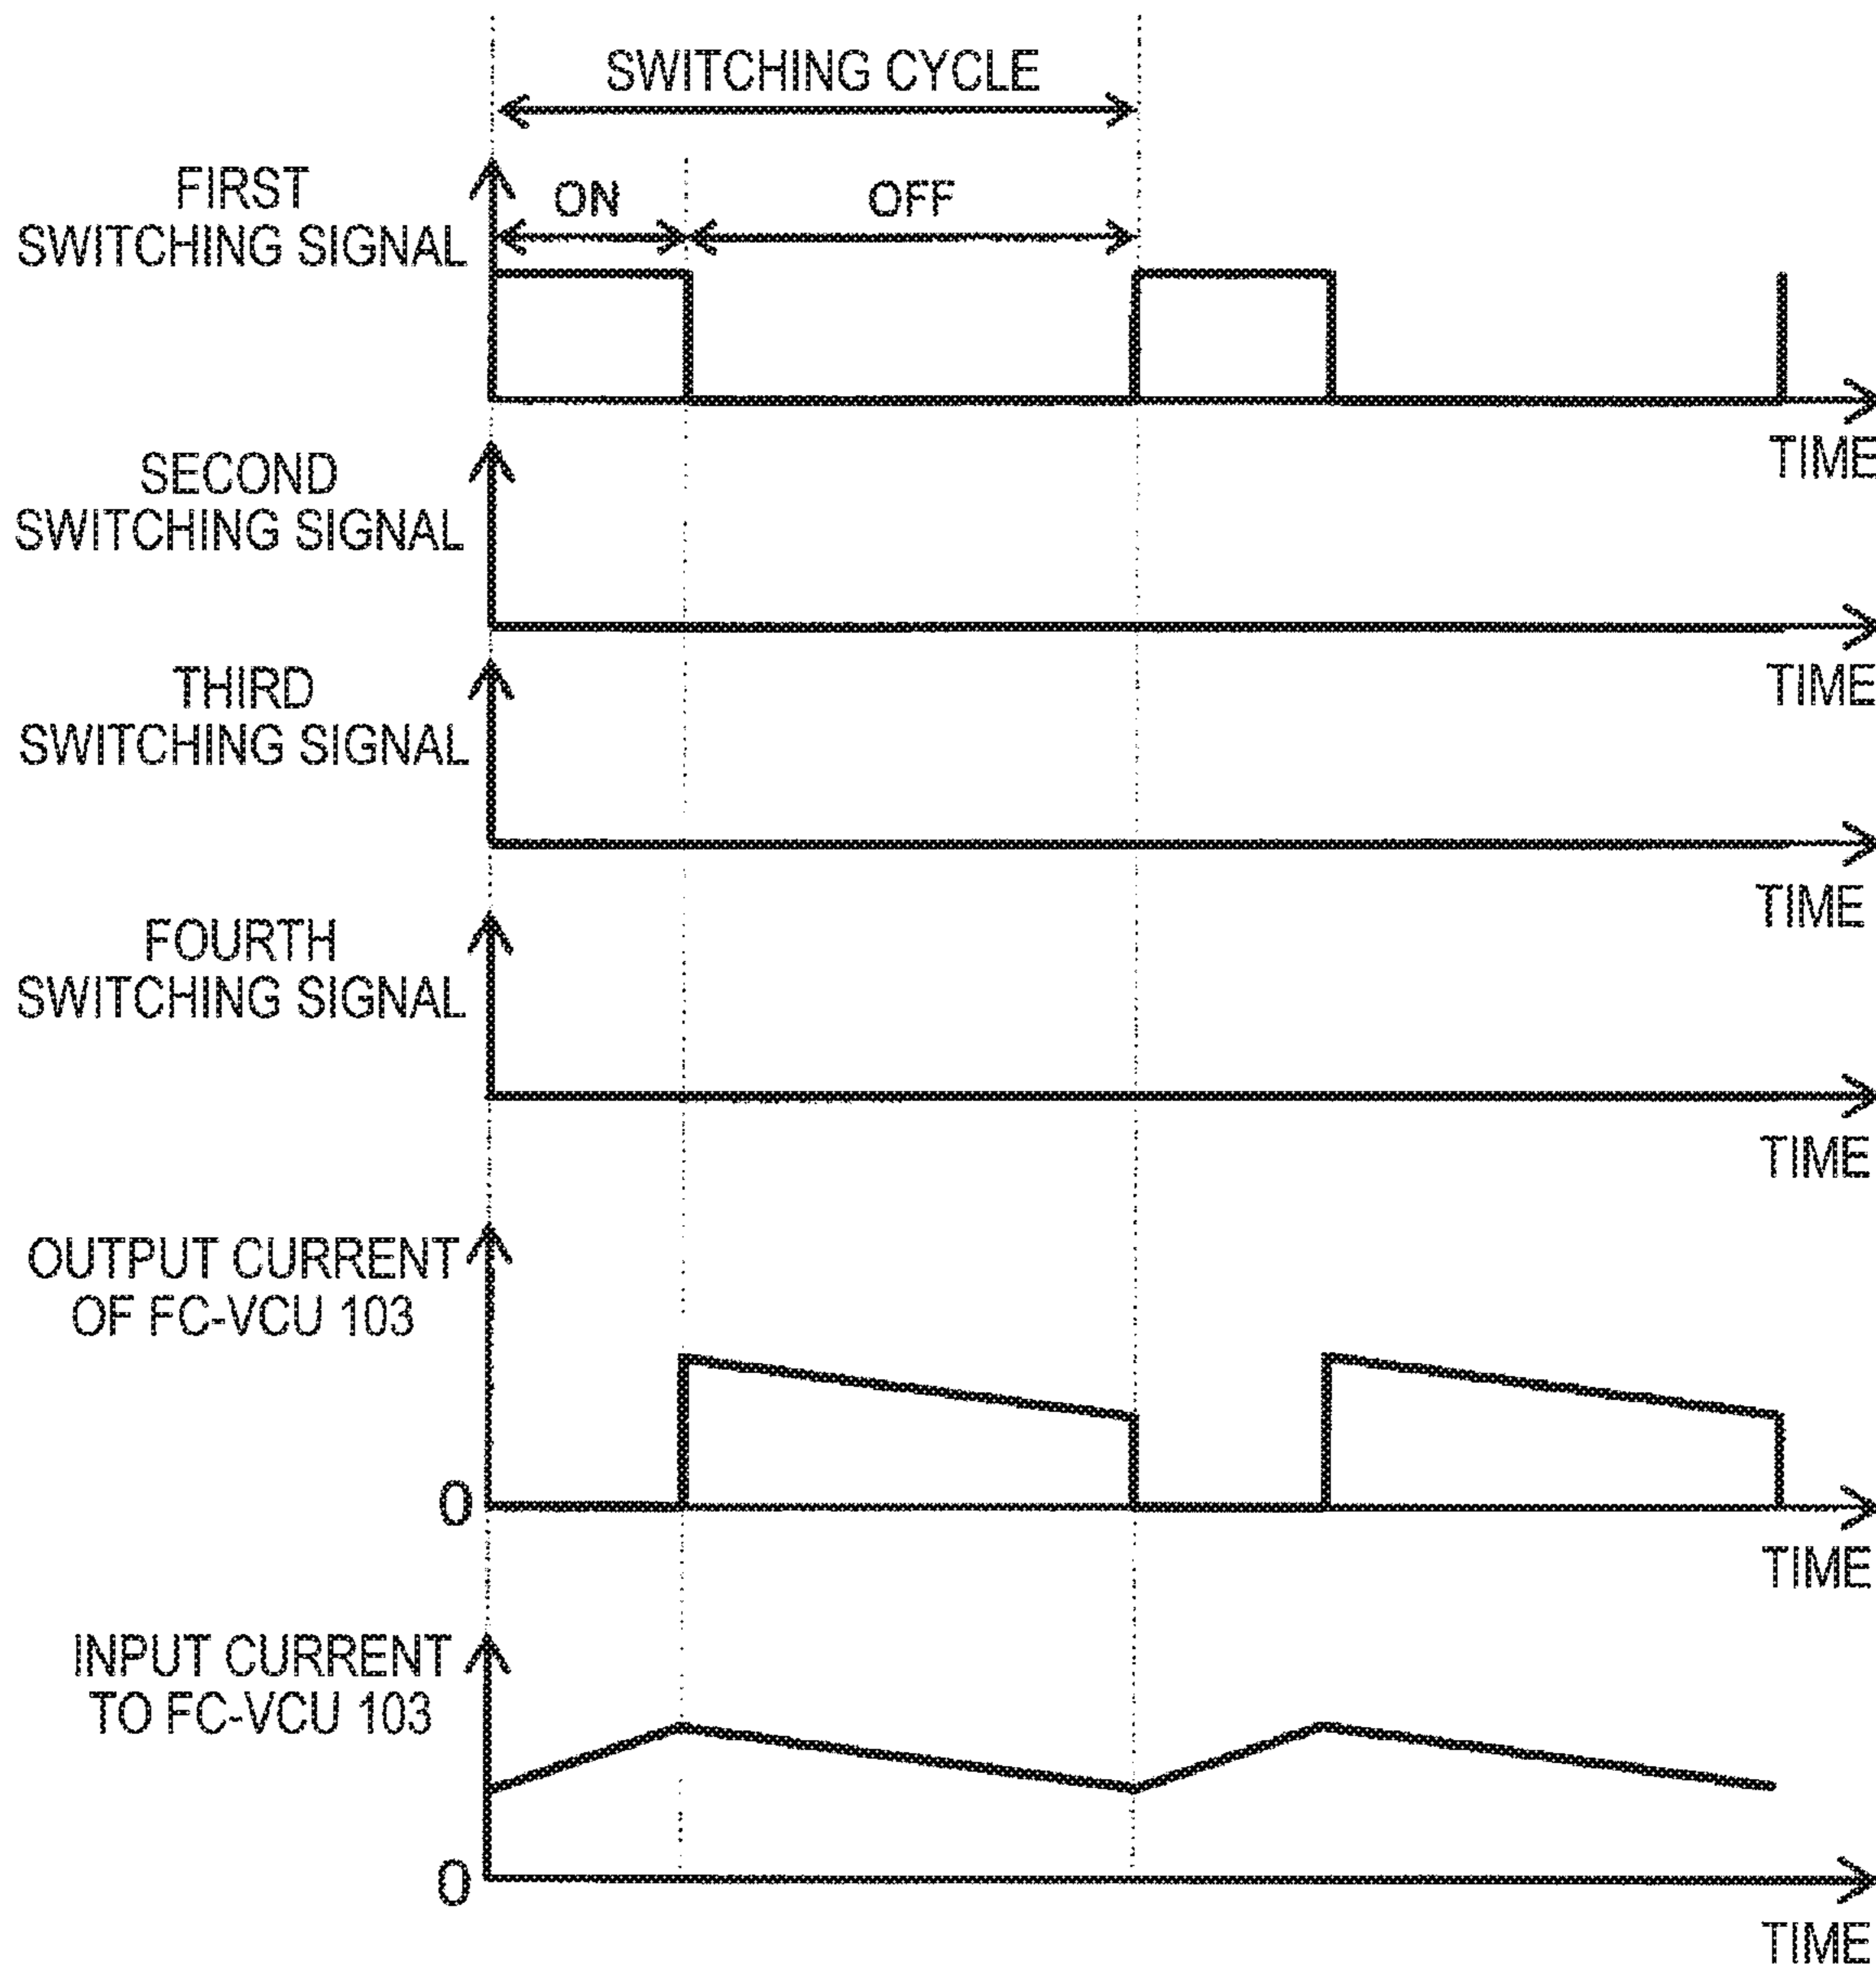 SWITCHING CYCLE
FIRST
SWITCHING SIGNAL
ON
OFF
TIME
SECOND
SWITCHING SIGNAL
TIME
THIRD
SWITCHING SIGNAL
TIME
FOURTH
SWITCHING SIGNAL
TIME
OUTPUT CURRENT
OF FC-VCU 103
0
TIME
INPUT CURRENT
TO FC-VCU 103
0
TIME